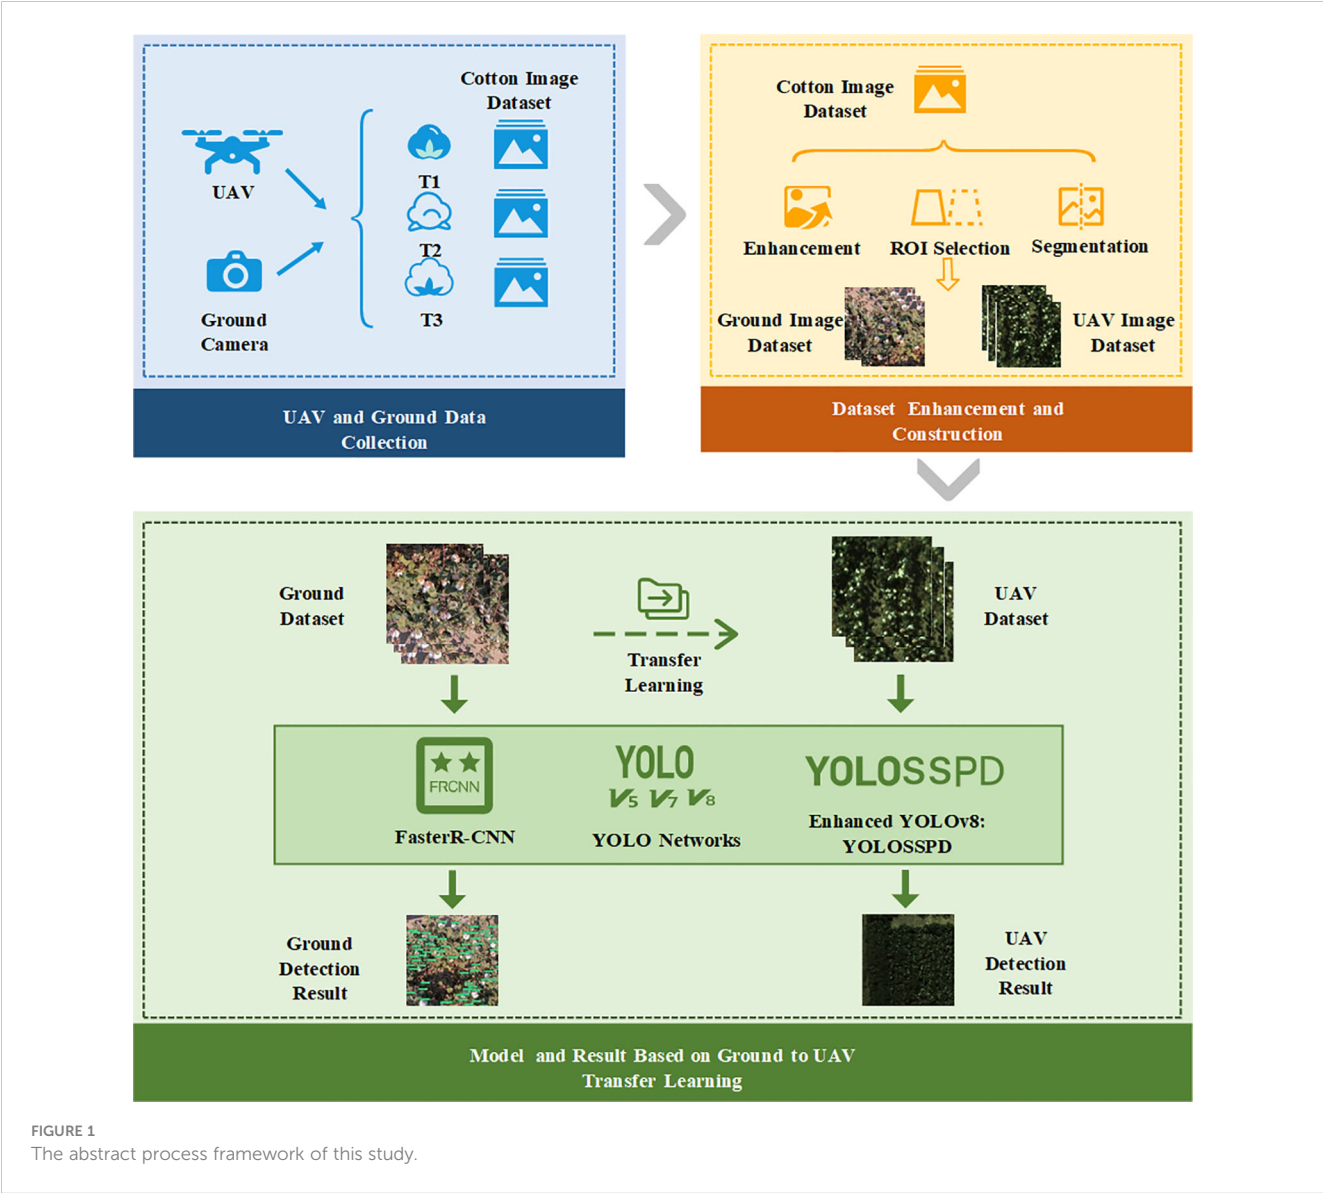 Cotton Image
Dataset
UAV
T1
T2
Ground
Camera
T3
UAV and Ground Data
Collection
Cotton Image
Dataset
Enhancement
ROI Selection
Segmentation
Ground Image
Dataset
UAV Image
Dataset
Dataset Enhancement and
Construction
Ground
Dataset
Transfer
Learning
UAV
Dataset
FRCNN
FasterR-CNN
YOLO
V5 V7 V8
YOLO Networks
YOLOSSPD
Enhanced YOLOv8:
YOLOSSPD
Ground
Detection
Result
UAV
Detection
Result
Model and Result Based on Ground to UAV
Transfer Learning
FIGURE 1
The abstract process framework of this study.